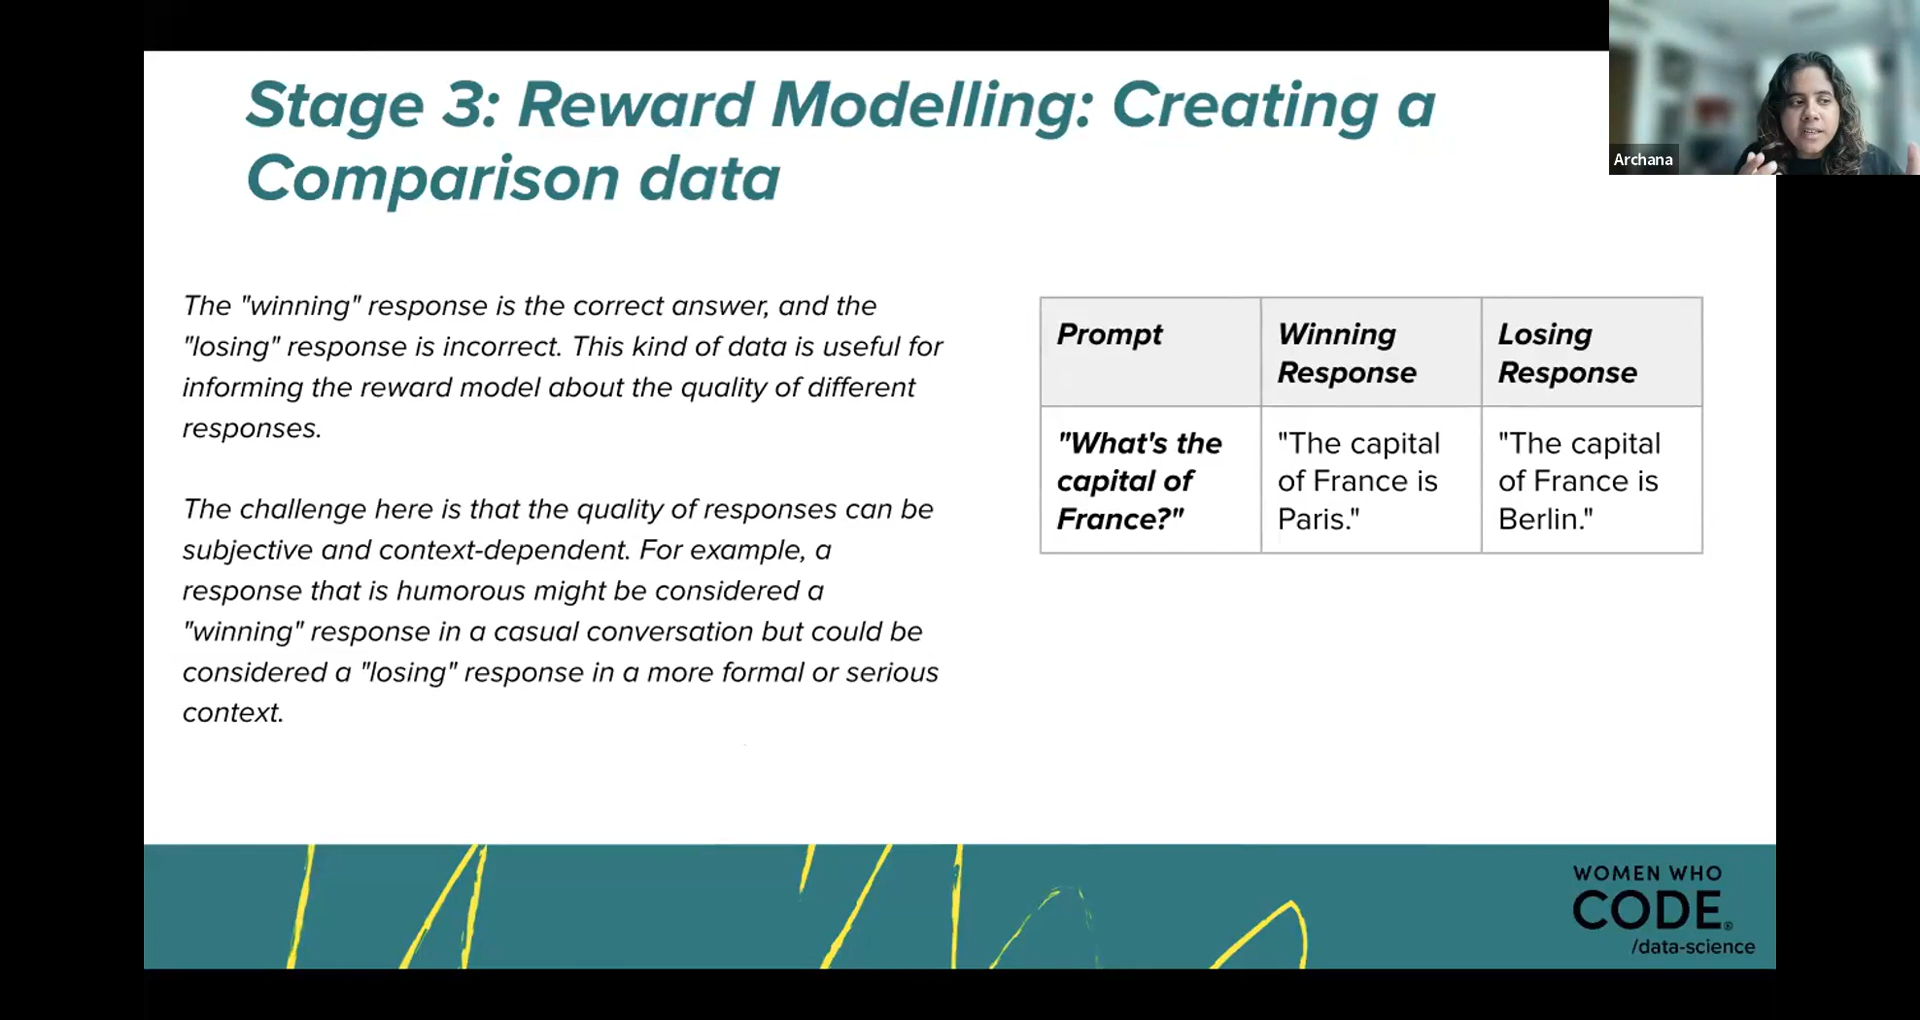 Stage 3: Reward Modelling: Creating a
Comparison data
Archana
The "winning" response is the correct answer, and the
"losing" response is incorrect. This kind of data is useful for
informing the reward model about the quality of different
responses.
The challenge here is that the quality of responses can be
subjective and context-dependent. For example, a
response that is humorous might be considered a
"winning" response in a casual conversation but could be
considered a "losing" response in a more formal or serious
context.
Prompt
Winning
Response
Losing
Response
"What's the
capital of
France?"
"The capital
of France is
Paris."
"The capital
of France is
Berlin."
WOMEN WHO
CODE®
/data-science